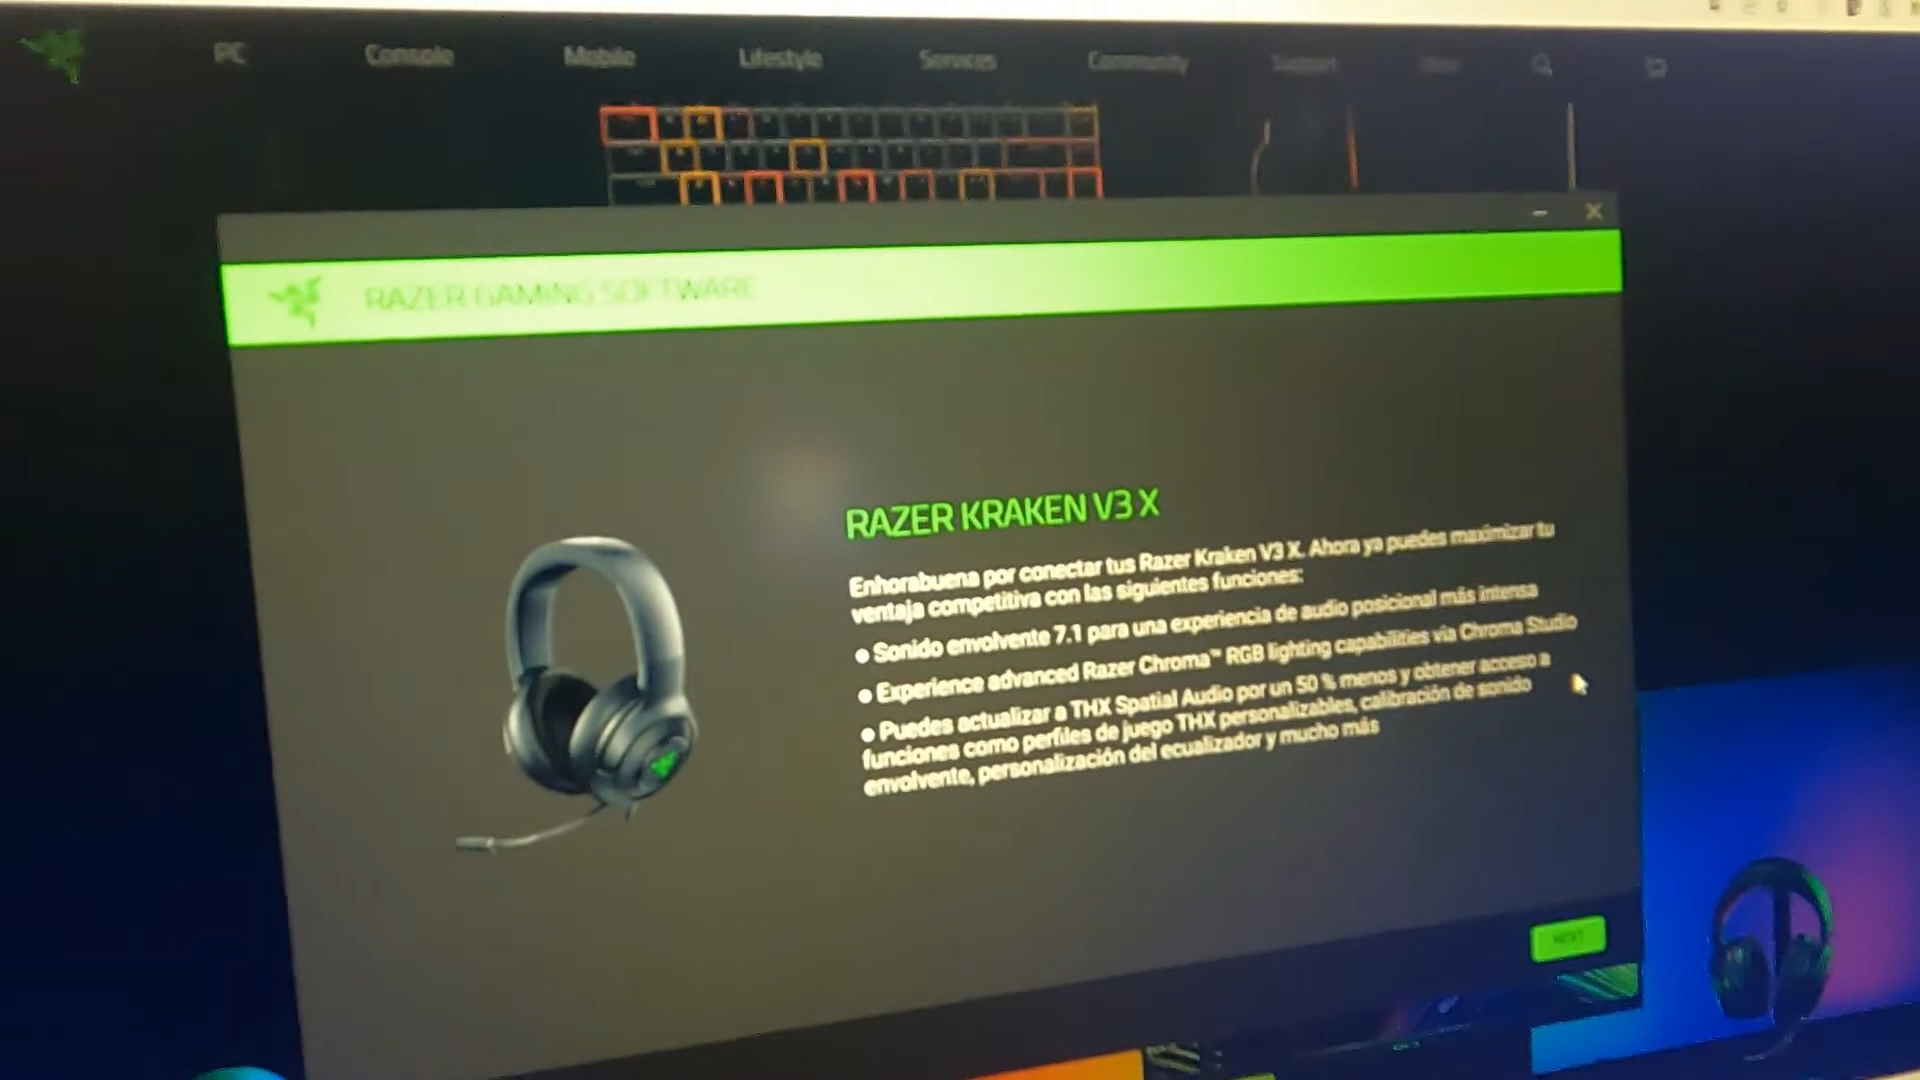 PC Console Mobile Lifestyle Services Community Support
RAZER GAMING SOFTWARE
RAZER KRAKEN V3 X
Enhorabuena por conectar tus Razer Kraken V3 X. Ahora ya puedes maximizar tu
ventaja competitiva con las siguientes funciones:
● Sonido envolvente 7.1 para una experiencia de audio posicional más intensa
● Experience advanced Razer Chroma™ RGB lighting capabilities via Chroma Studio
● Puedes actualizar a THX Spatial Audio por un 50 % menos y obtener acceso a
funciones como perfiles de juego THX personalizables, calibración de sonido
envolvente, personalización del ecualizador y mucho más
NEXT